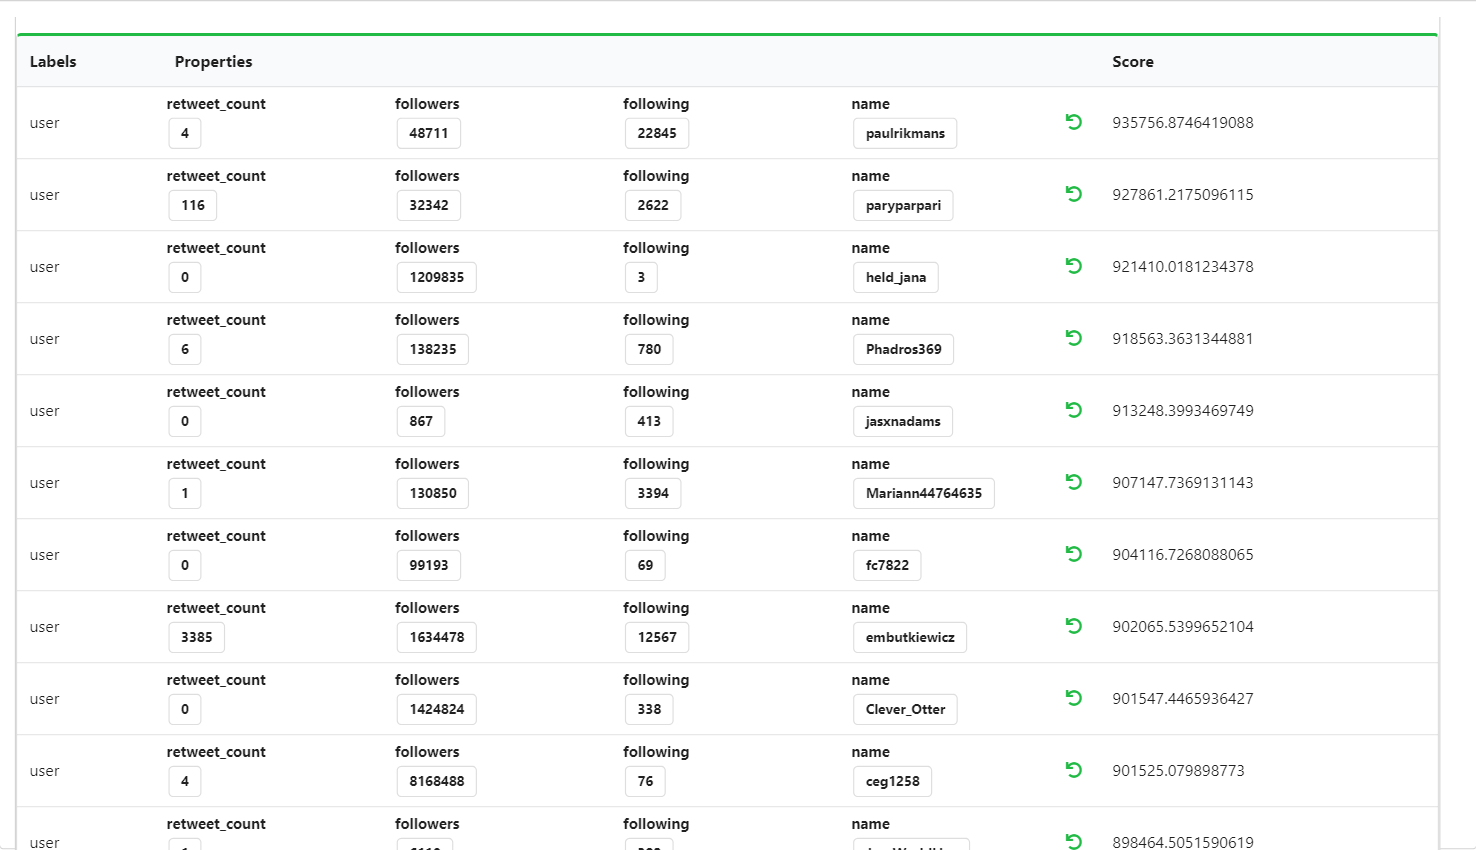 Labels Properties Score
retweet_count followers following name
user 4 48711 22845 paulrikmans 935756.8746419088
retweet_count followers following name
user 116 32342 2622 paryparpari 927861.2175096115
retweet_count followers following name
user 0 1209835 3 held_jana 921410.0181234378
retweet_count followers following name
user 6 138235 780 Phadros369 918563.3631344881
retweet_count followers following name
user 0 867 413 jasxnadams 913248.3993469749
retweet_count followers following name
user 1 130850 3394 Mariann44764635 907147.7369131143
retweet_count followers following name
user 0 99193 69 fc7822 904116.7268088065
retweet_count followers following name
user 3385 1634478 12567 embutkiewicz 902065.5399652104
retweet_count followers following name
user 0 1424824 338 Clever_Otter 901547.4465936427
retweet_count followers following name
user 4 8168488 76 ceg1258 901525.079898773
retweet_count followers following name
user 898464.5051590619